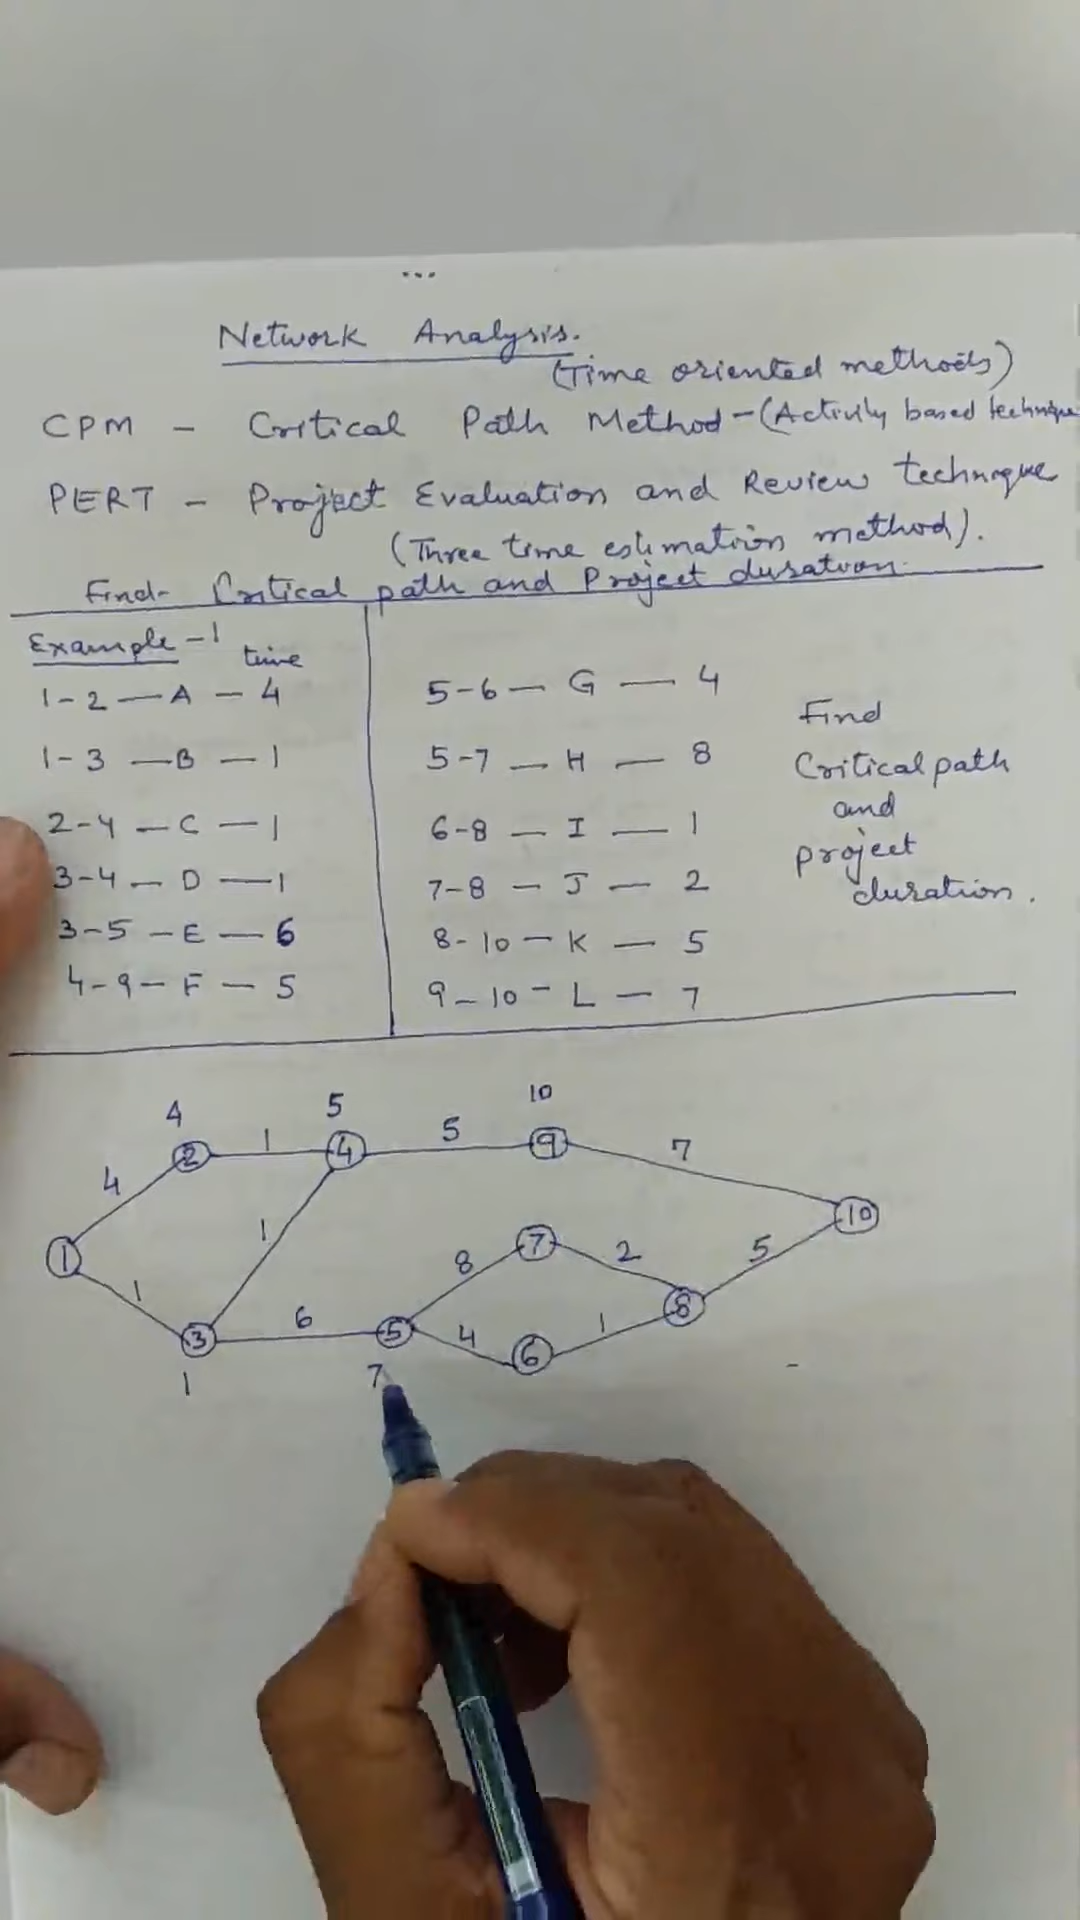 Network Analysis.
(Time oriented methods)
CPM - Critical Path Method - (Activity based technique
PERT - Project Evaluation and Review technique
(Three time estimation method).
Find- Critical path and Project duration.
Example - 1
time
1-2 — A — 4
1-3 — B — 1
2-4 — C — 1
3-4 — D — 1
3-5 — E — 6
4-9 — F — 5
5-6 — G — 4
5-7 — H — 8
6-8 — I — 1
7-8 — J — 2
8-10 — K — 5
9-10 — L — 7
Find
Critical path
and
project
duration.
4 5 10
4 2 1 4 5 9 7
1 1 8 7 2 5 10
1 3 6 5 4 6 1 8
1 7